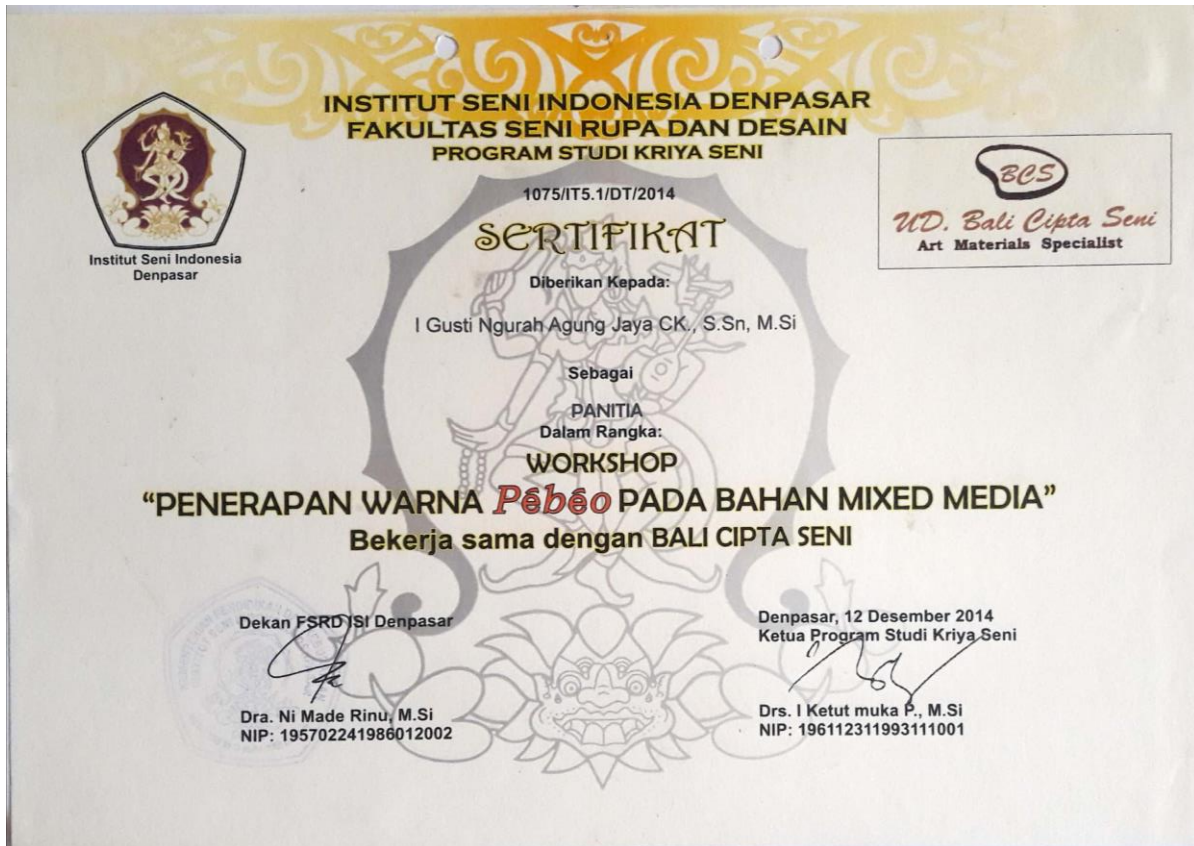 INSTITUT SENI INDONESIA DENPASAR
FAKULTAS SENI RUPA DAN DESAIN
PROGRAM STUDI KRIYA SENI
Institut Seni Indonesia
Denpasar
BCS
UD. Bali Cipta Seni
Art Materials Specialist
1075/IT5.1/DT/2014
SERTIFIKAT
Diberikan Kepada:
I Gusti Ngurah Agung Jaya CK., S.Sn, M.Si
Sebagai
PANITIA
Dalam Rangka:
WORKSHOP
“PENERAPAN WARNA Pêbêo PADA BAHAN MIXED MEDIA”
Bekerja sama dengan BALI CIPTA SENI
Dekan FSRD ISI Denpasar
Dra. Ni Made Rinu, M.Si
NIP: 195702241986012002
Denpasar, 12 Desember 2014
Ketua Program Studi Kriya Seni
Drs. I Ketut muka P., M.Si
NIP: 196112311993111001